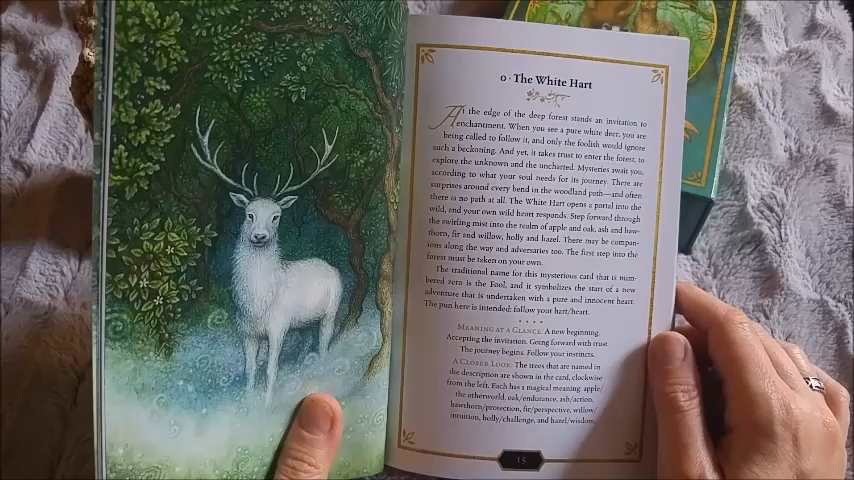 0 · The White Hart
At the edge of the deep forest stands an invitation to
enchantment. When you see a pure white deer, you are
being called to follow it, and only the foolish would ignore
such a beckoning. And yet, it takes trust to enter the forest, to
explore the unknown and the uncharted. Mysteries await you,
according to what your soul needs for its journey. There are
surprises around every bend in the woodland path—and often
there is no path at all. The White Hart opens a portal into the
wild, and your own wild heart responds. Step forward through
the swirling mist into the realm of apple and oak, ash and haw-
thorn, fir and willow, holly and hazel. There may be compan-
ions along the way and adversaries too. The first step into the
forest must be taken on your own.
The traditional name for this mysterious card that is num-
bered zero is the Fool, and it symbolizes the start of a new
adventure that is undertaken with a pure and innocent heart.
The pun here is intended: follow your hart/heart.
Meaning at a Glance: A new beginning.
Accepting the invitation. Going forward with trust
The journey begins. Follow your instincts.
A Closer Look: The trees that are named in
the description are shown in the card, clockwise
from the left. Each has a magical meaning: apple/
the otherworld, oak/endurance, ash/action,
hawthorn/protection, fir/perspective, willow/
intuition, holly/challenge, and hazel/wisdom.
15